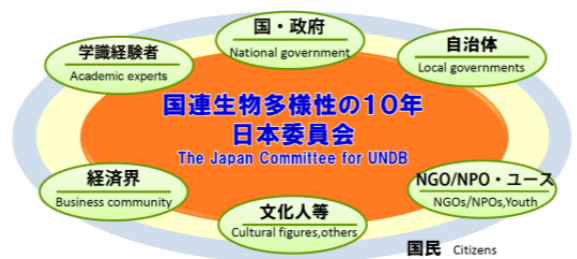 国・政府
National government
学識経験者
Academic experts
自治体
Local governments
国連生物多様性の10年
日本委員会
The Japan Committee for UNDB
経済界
Business community
NGO/NPO・ユース
NGOs/NPOs,Youth
文化人等
Cultural figures,others
国民 Citizens